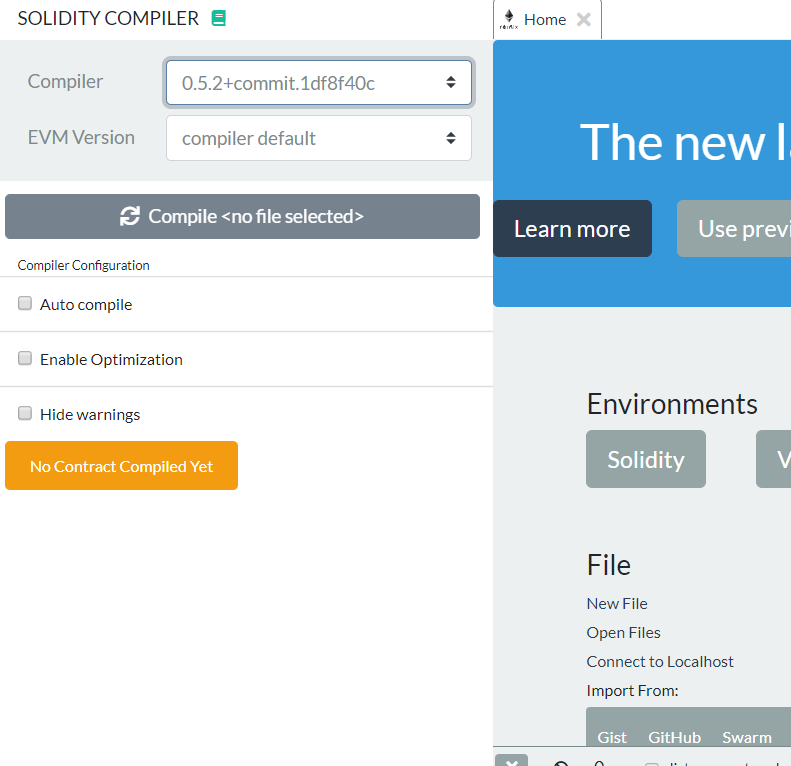 SOLIDITY COMPILER
Compiler
0.5.2+commit.1df8f40c
EVM Version
compiler default
Compile <no file selected>
Compiler Configuration
Auto compile
Enable Optimization
Hide warnings
No Contract Compiled Yet
Home
The new
Learn more
Use previ
Environments
Solidity
V
File
New File
Open Files
Connect to Localhost
Import From:
Gist GitHub Swarm